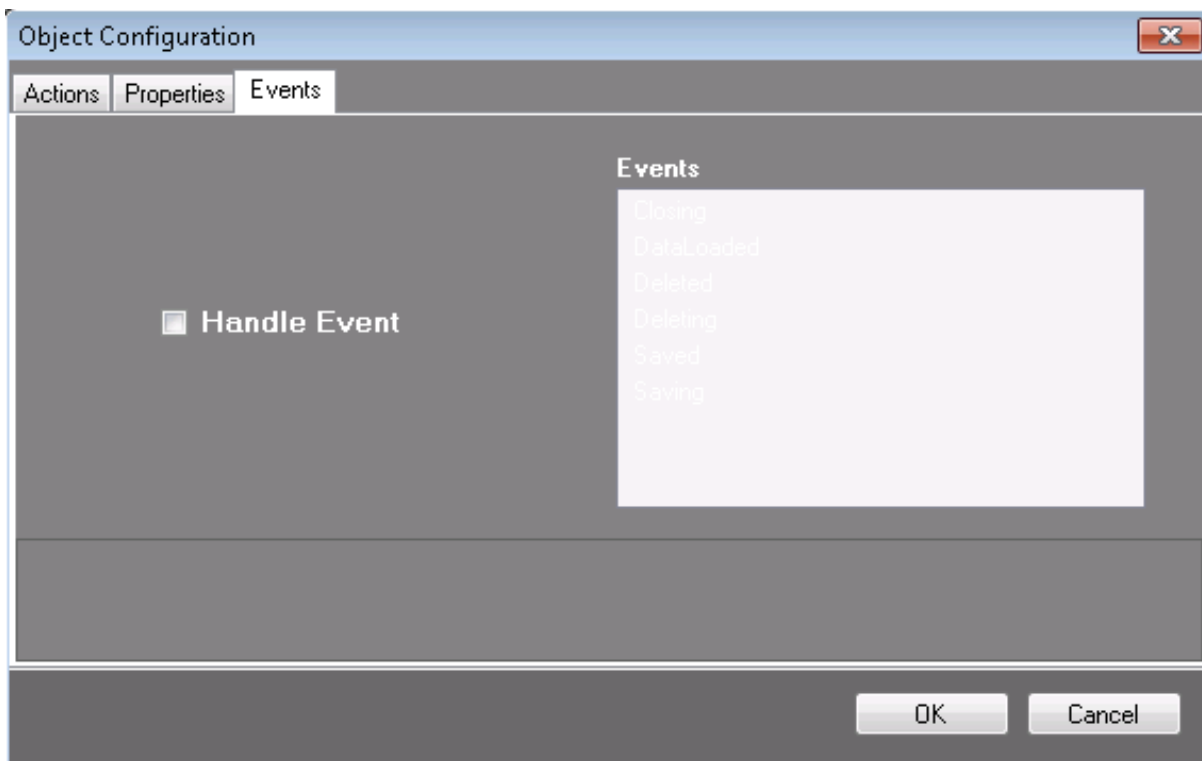 Object Configuration
Actions Properties Events
Events
Closing
DataLoaded
Deleted
Deleting
Saved
Saving
Handle Event
OK Cancel